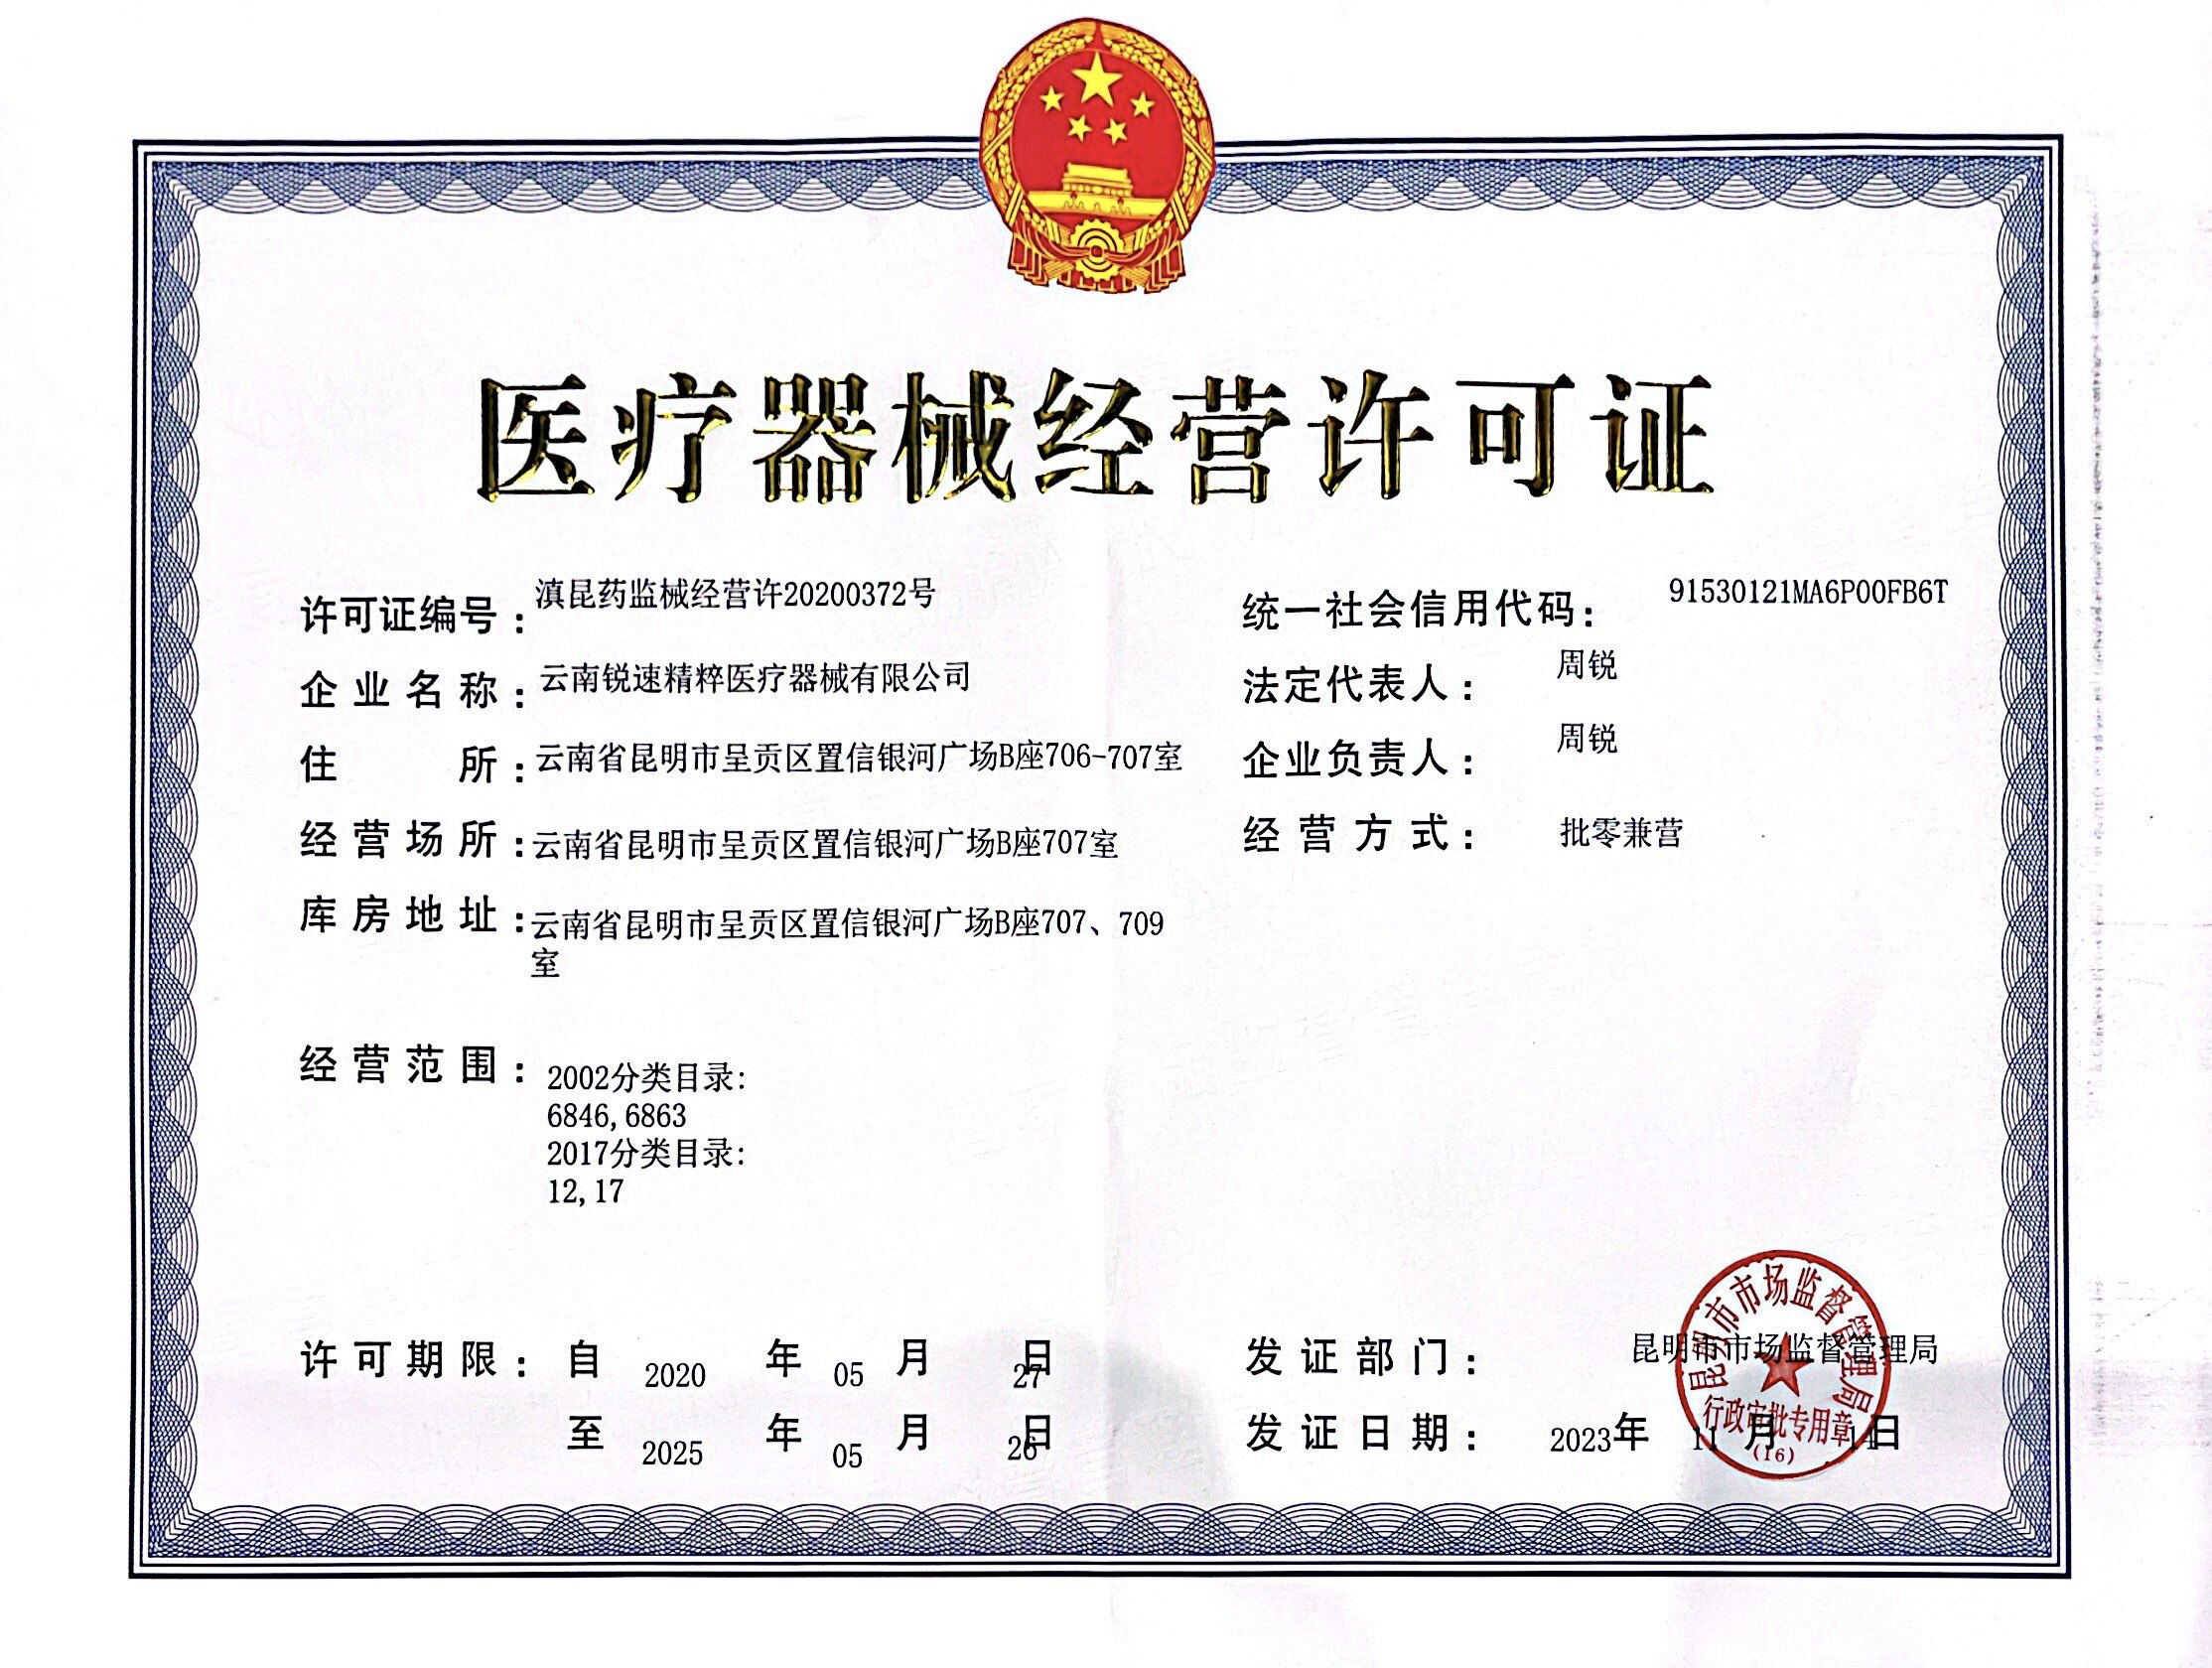 医疗器械经营许可证
许可证编号：滇昆药监械经营许20200372号
统一社会信用代码：91530121MA6P00FB6T
企业名称：云南锐速精粹医疗器械有限公司
法定代表人：周锐
住所：云南省昆明市呈贡区置信银河广场B座706-707室
企业负责人：周锐
经营场所：云南省昆明市呈贡区置信银河广场B座707室
经营方式：批零兼营
库房地址：云南省昆明市呈贡区置信银河广场B座707、709
室
经营范围：2002分类目录:
6846,6863
2017分类目录:
12,17
许可期限：自 2020 年 05 月 27 日
至 2025 年 05 月 26 日
发证部门：昆明市市场监督管理局
发证日期：2023年 11 月 14 日
昆明市市场监督管理局
行政审批专用章
(16)